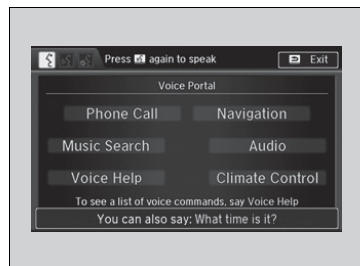 Press again to speak
Exit
Voice Portal
Phone Call Navigation
Music Search Audio
Voice Help Climate Control
To see a list of voice commands, say Voice Help
You can also say: What time is it?